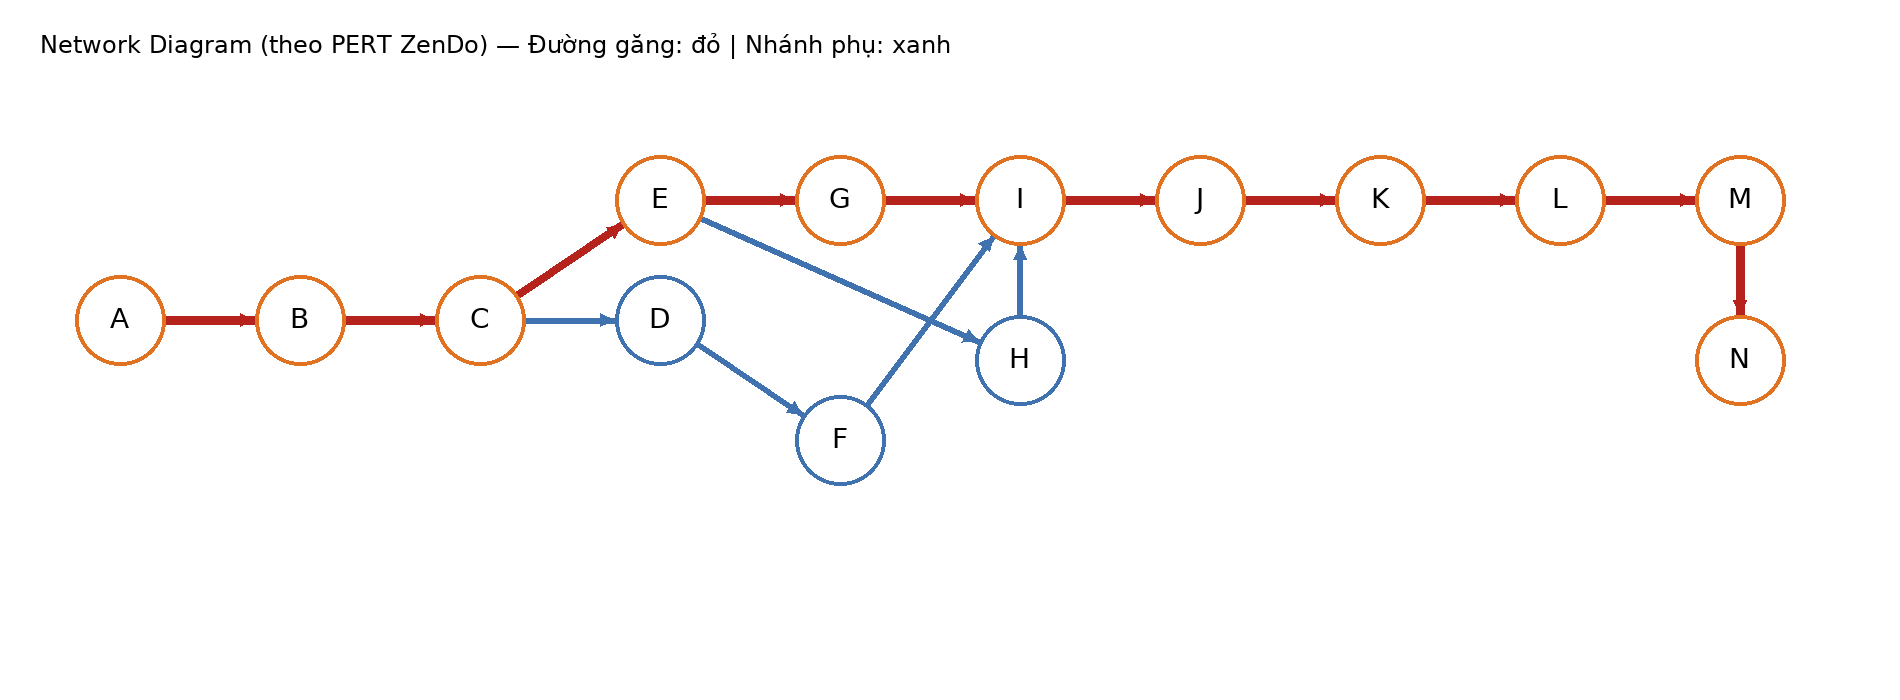 Network Diagram (theo PERT ZenDo) — Đường găng: đỏ | Nhánh phụ: xanh
E G I J K L M
A B C D
H N
F